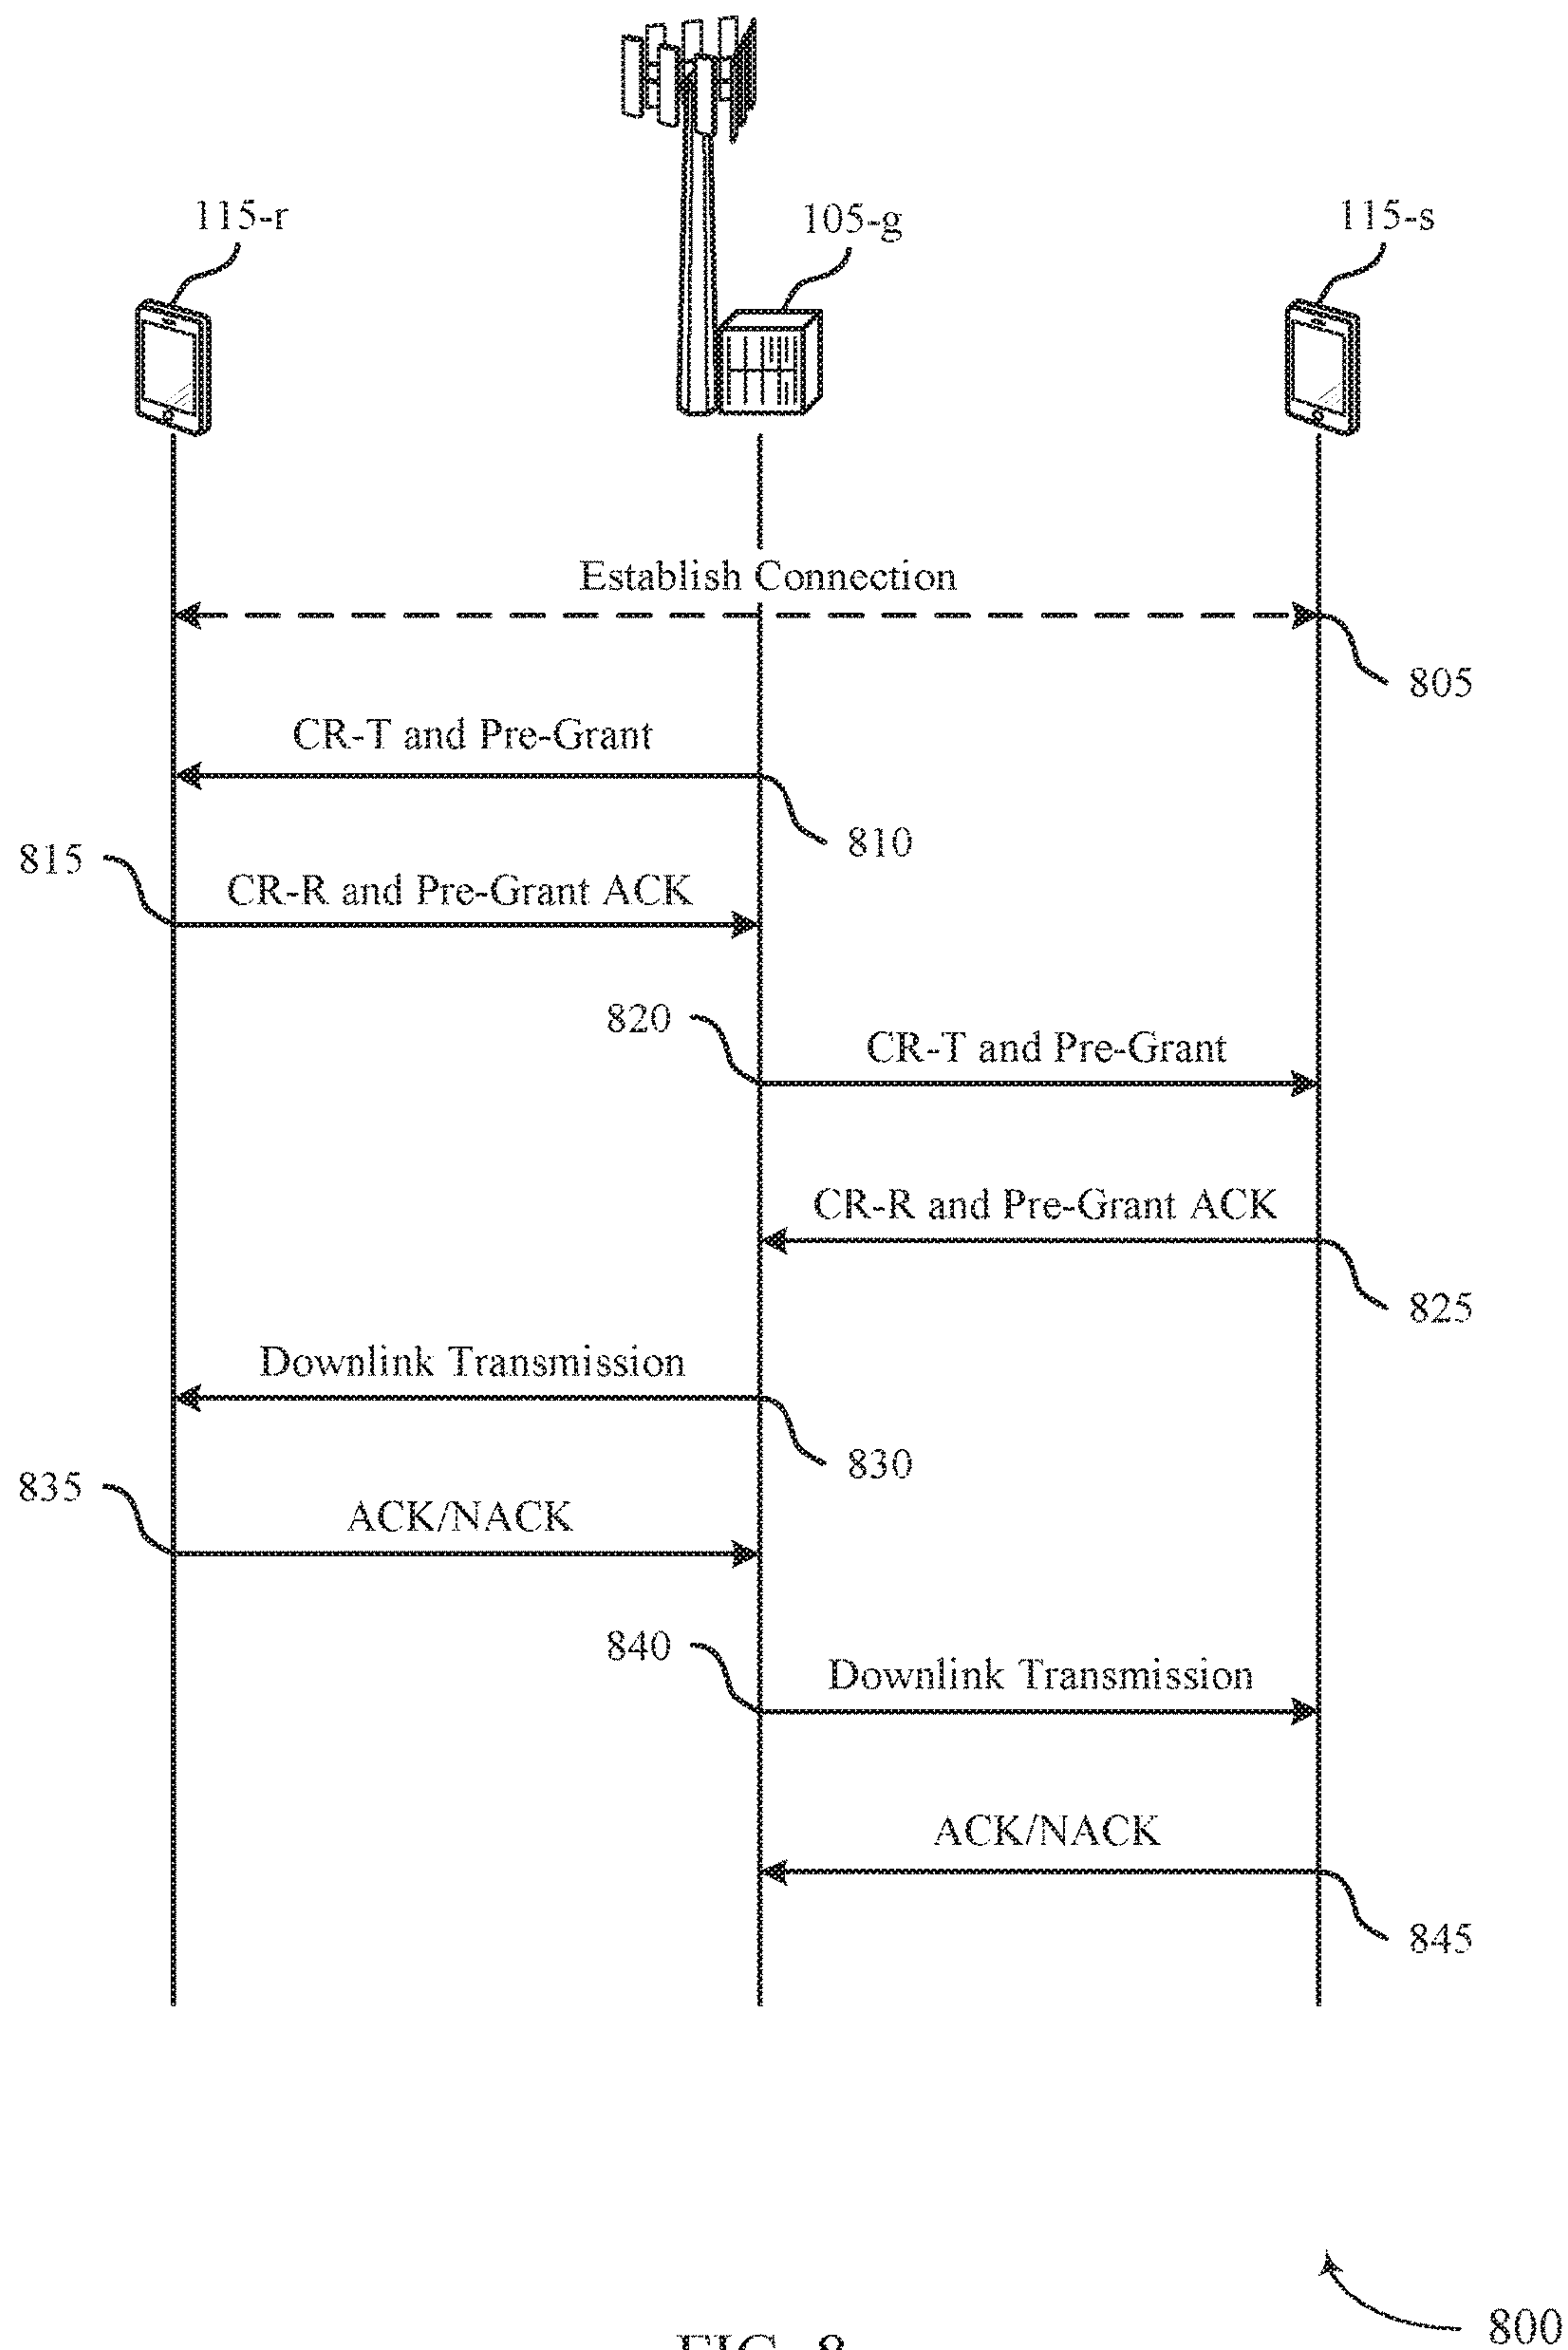 115-r
105-g
115-s
Establish Connection
805
CR-T and Pre-Grant
810
815
CR-R and Pre-Grant ACK
820
CR-T and Pre-Grant
CR-R and Pre-Grant ACK
825
Downlink Transmission
830
835
ACK/NACK
840
Downlink Transmission
ACK/NACK
845
800
FIG. 8